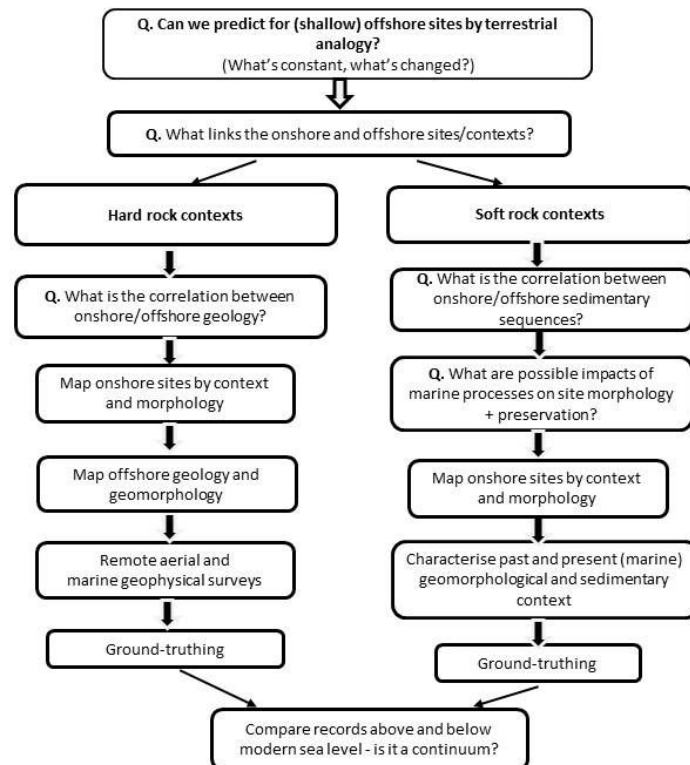 Q. Can we predict for (shallow) offshore sites by terrestrial
analogy?
(What's constant, what's changed?)
Q. What links the onshore and offshore sites/contexts?
Hard rock contexts
Q. What is the correlation between
onshore/offshore geology?
Map onshore sites by context
and morphology
Map offshore geology and
geomorphology
Remote aerial and
marine geophysical surveys
Ground-truthing
Soft rock contexts
Q. What is the correlation between
onshore/offshore sedimentary
sequences?
Q. What are possible impacts of
marine processes on site morphology
+ preservation?
Map onshore sites by context
and morphology
Characterise past and present (marine)
geomorphological and sedimentary
context
Ground-truthing
Compare records above and below
modern sea level - is it a continuum?